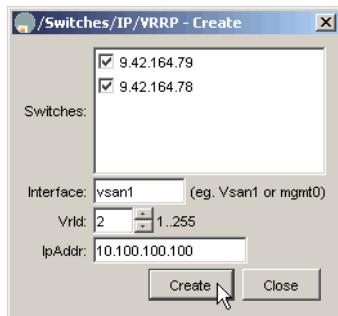 /Switches/IP/VRRP - Create
9.42.164.79
9.42.164.78
Switches:
Interface: vsan1 (eg. Vsan1 or mgmt0)
VrId: 2 1..255
IpAddr: 10.100.100.100
Create Close